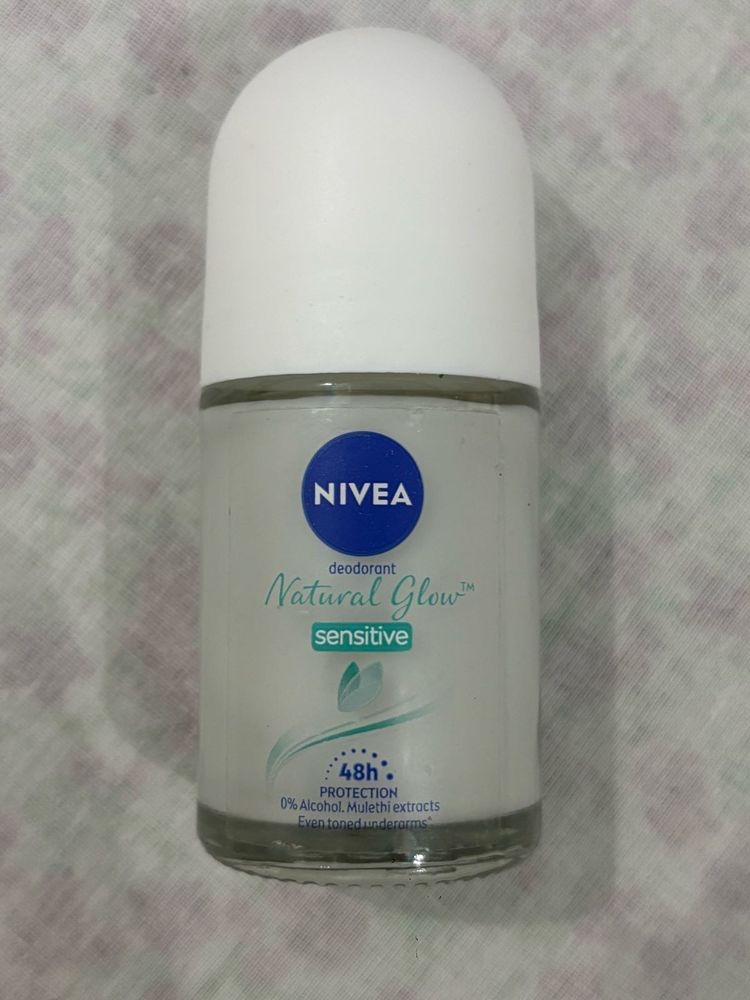 NIVEA
deodorant
Natural Glow™
sensitive
48h
PROTECTION
0% Alcohol. Mulethi extracts
Even toned underarms^